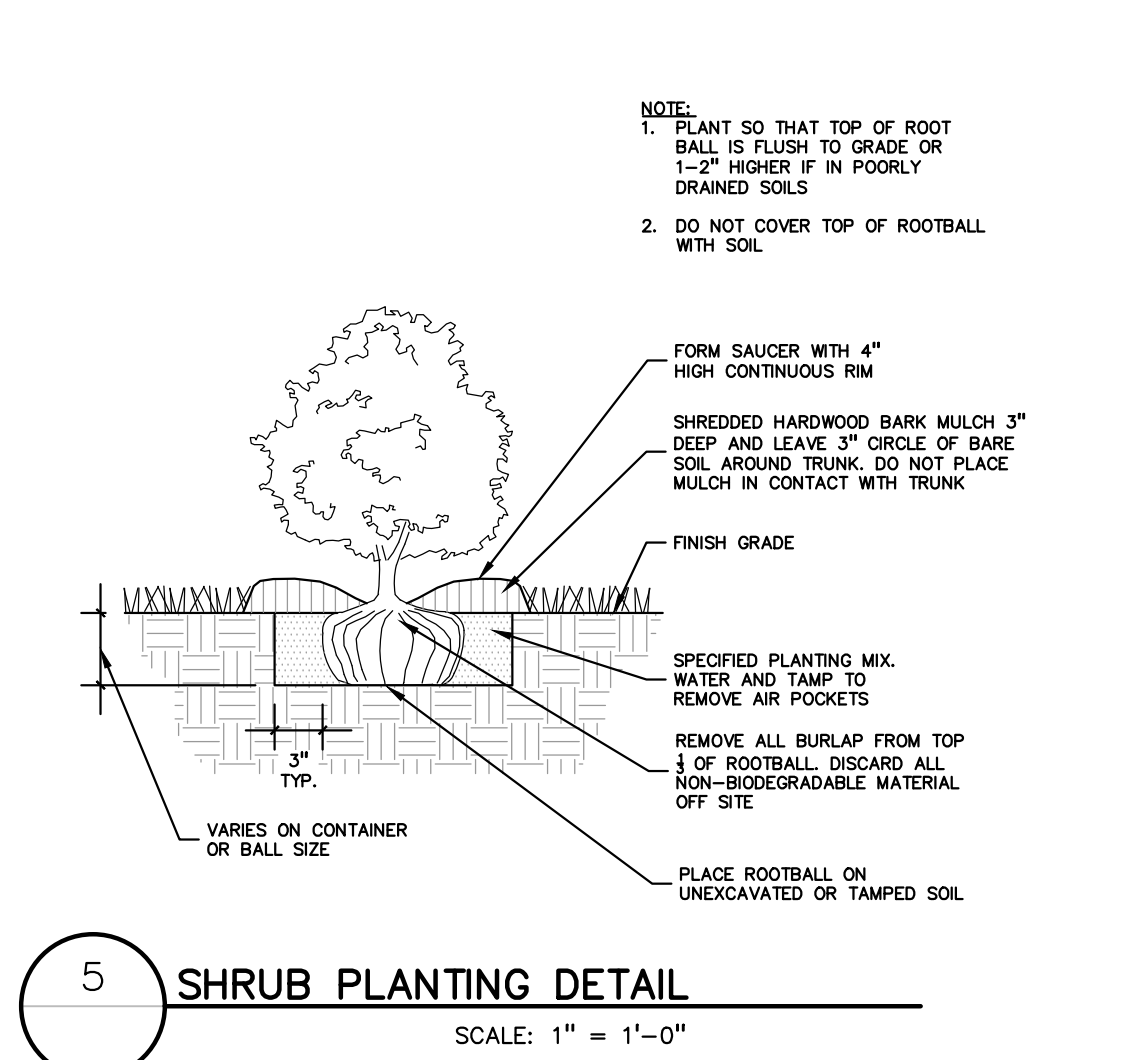 NOTE:
1. PLANT SO THAT TOP OF ROOT
BALL IS FLUSH TO GRADE OR
1-2" HIGHER IF IN POORLY
DRAINED SOILS
2. DO NOT COVER TOP OF ROOTBALL
WITH SOIL
FORM SAUCER WITH 4"
HIGH CONTINUOUS RIM
SHREDDED HARDWOOD BARK MULCH 3"
DEEP AND LEAVE 3" CIRCLE OF BARE
SOIL AROUND TRUNK. DO NOT PLACE
MULCH IN CONTACT WITH TRUNK
FINISH GRADE
SPECIFIED PLANTING MIX.
WATER AND TAMP TO
REMOVE AIR POCKETS
REMOVE ALL BURLAP FROM TOP
1/3 OF ROOTBALL. DISCARD ALL
NON-BIODEGRADABLE MATERIAL
OFF SITE
3"
TYP.
VARIES ON CONTAINER
OR BALL SIZE
PLACE ROOTBALL ON
UNEXCAVATED OR TAMPED SOIL
5
SHRUB PLANTING DETAIL
SCALE: 1" = 1'-0"